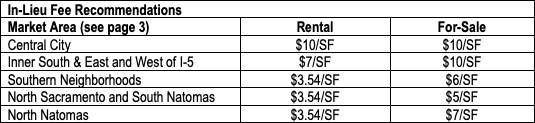 In-Lieu Fee Recommendations
Market Area (see page 3) Rental For-Sale
Central City $10/SF $10/SF
Inner South & East and West of I-5 $7/SF $10/SF
Southern Neighborhoods $3.54/SF $6/SF
North Sacramento and South Natomas $3.54/SF $5/SF
North Natomas $3.54/SF $7/SF